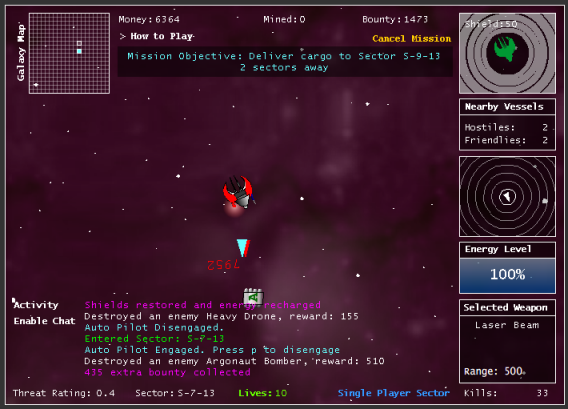 Money:6364 Mined:0 Bounty:1473
> How to Play
Cancel Mission
Mission Objective: Deliver cargo to Sector S-9-13
2 sectors away
Galaxy Map
Shield:50
Nearby Vessels
Hostiles: 2
Friendlies: 2
Energy Level
100%
Selected Weapon
Laser Beam
Range: 500
7952
A
Activity
Enable Chat
Shields restored and energy recharged
Destroyed an enemy Heavy Drone, reward: 155
Auto Pilot Disengaged.
Entered Sector: S-7-13
Auto Pilot Engaged. Press p to disengage
Destroyed an enemy Argonaut Bomber, reward: 510
435 extra bounty collected
Threat Rating: 0.4 Sector:S-7-13 Lives:10 Single Player Sector Kills: 33